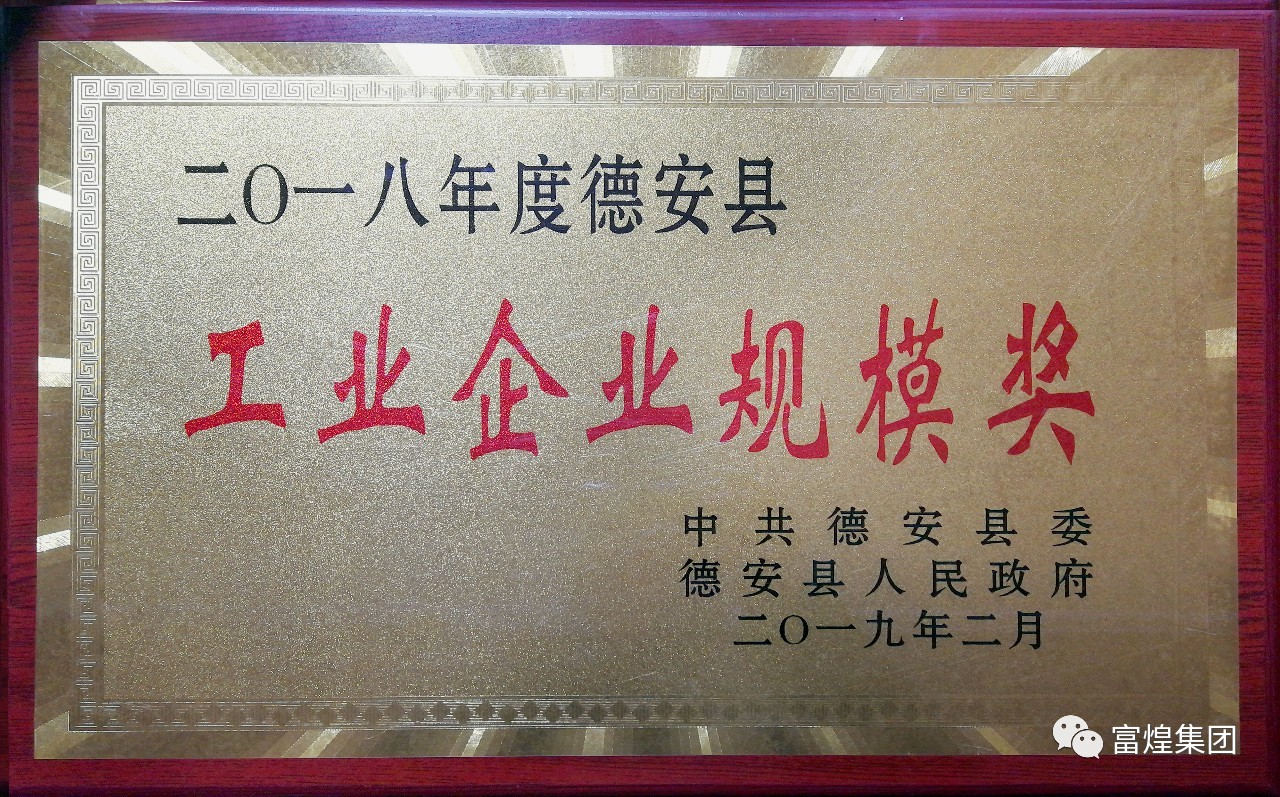 二〇一八年度德安县
工业企业规模奖
中共德安县委
德安县人民政府
二〇一九年二月
富煌集团